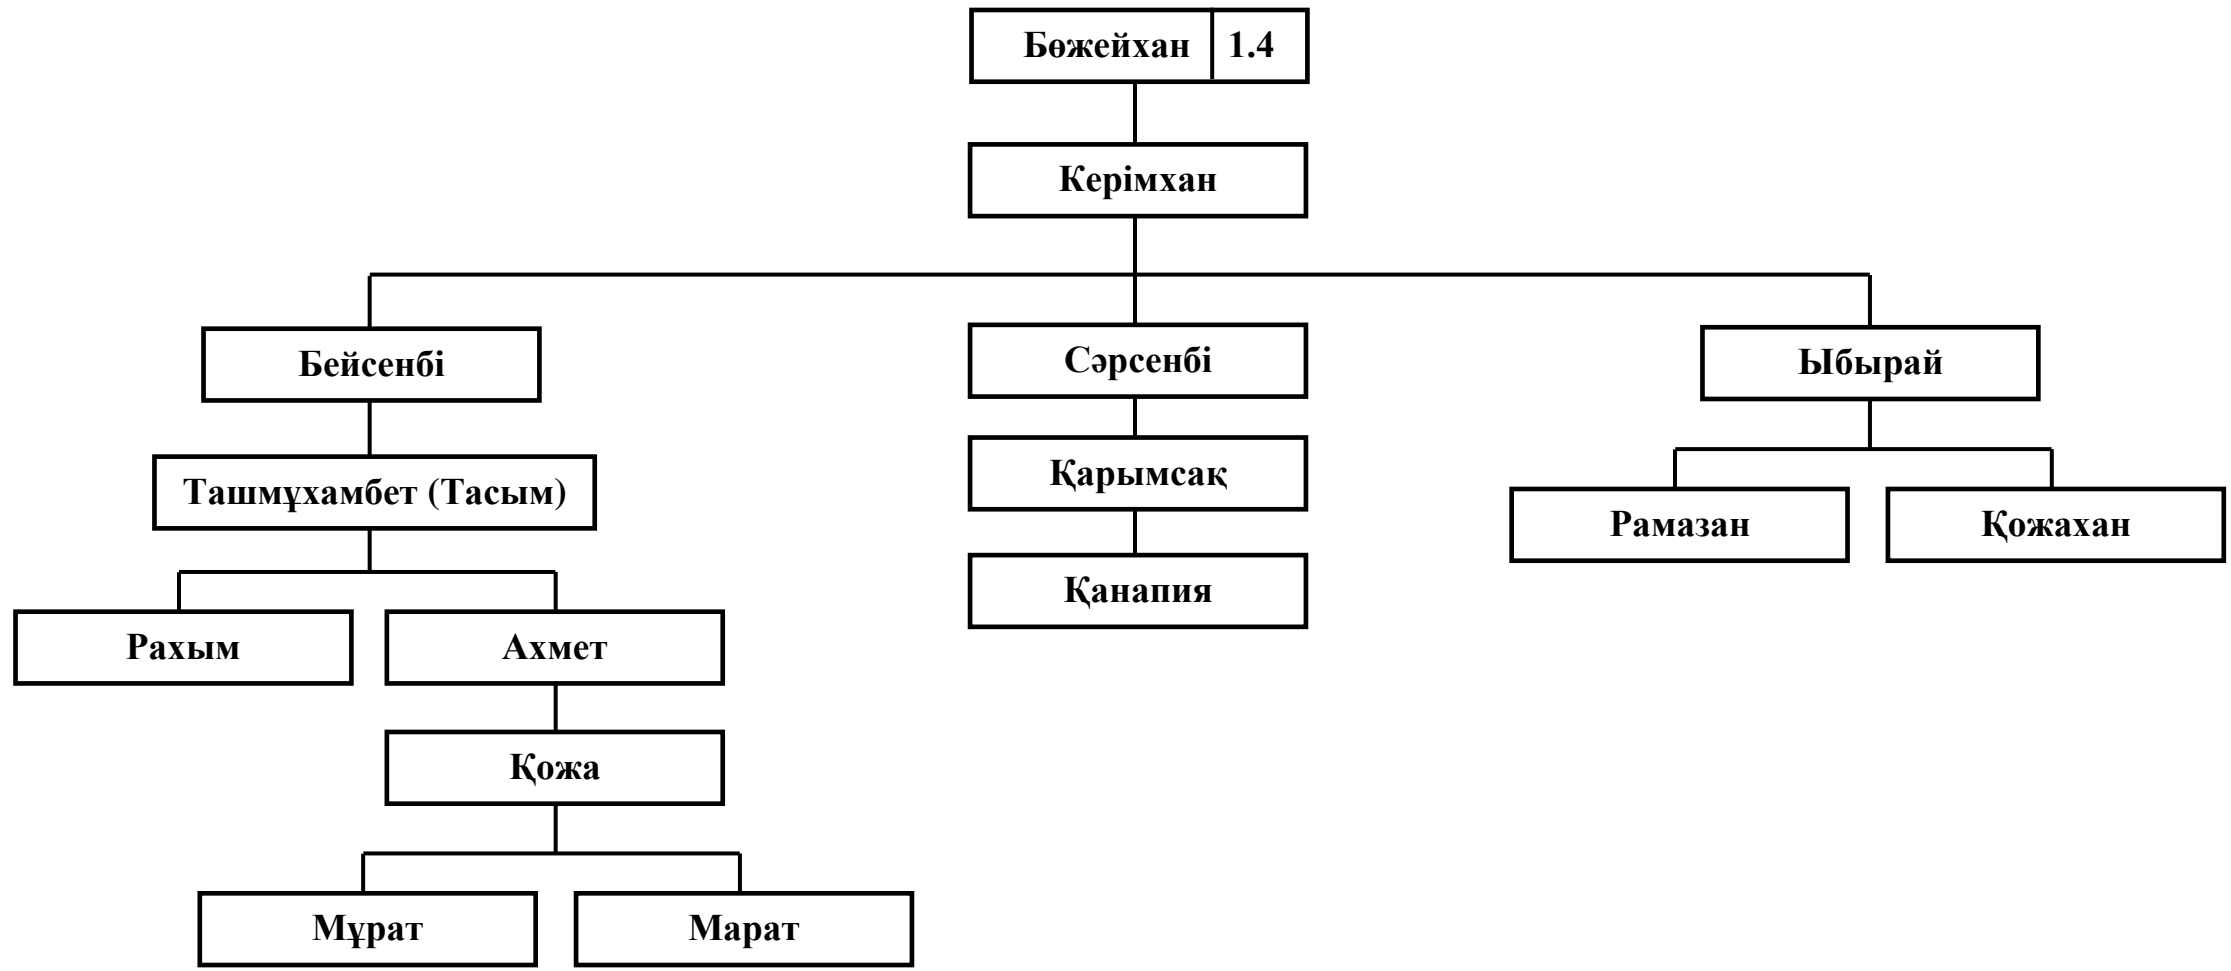 Бөжейхан 1.4
Керімхан
Бейсенбі
Сәрсенбі
Ыбырай
Ташмұхамбет (Тасым)
Қарымсақ
Рамазан
Қожахан
Қанапия
Рахым
Ахмет
Қожа
Мұрат
Марат